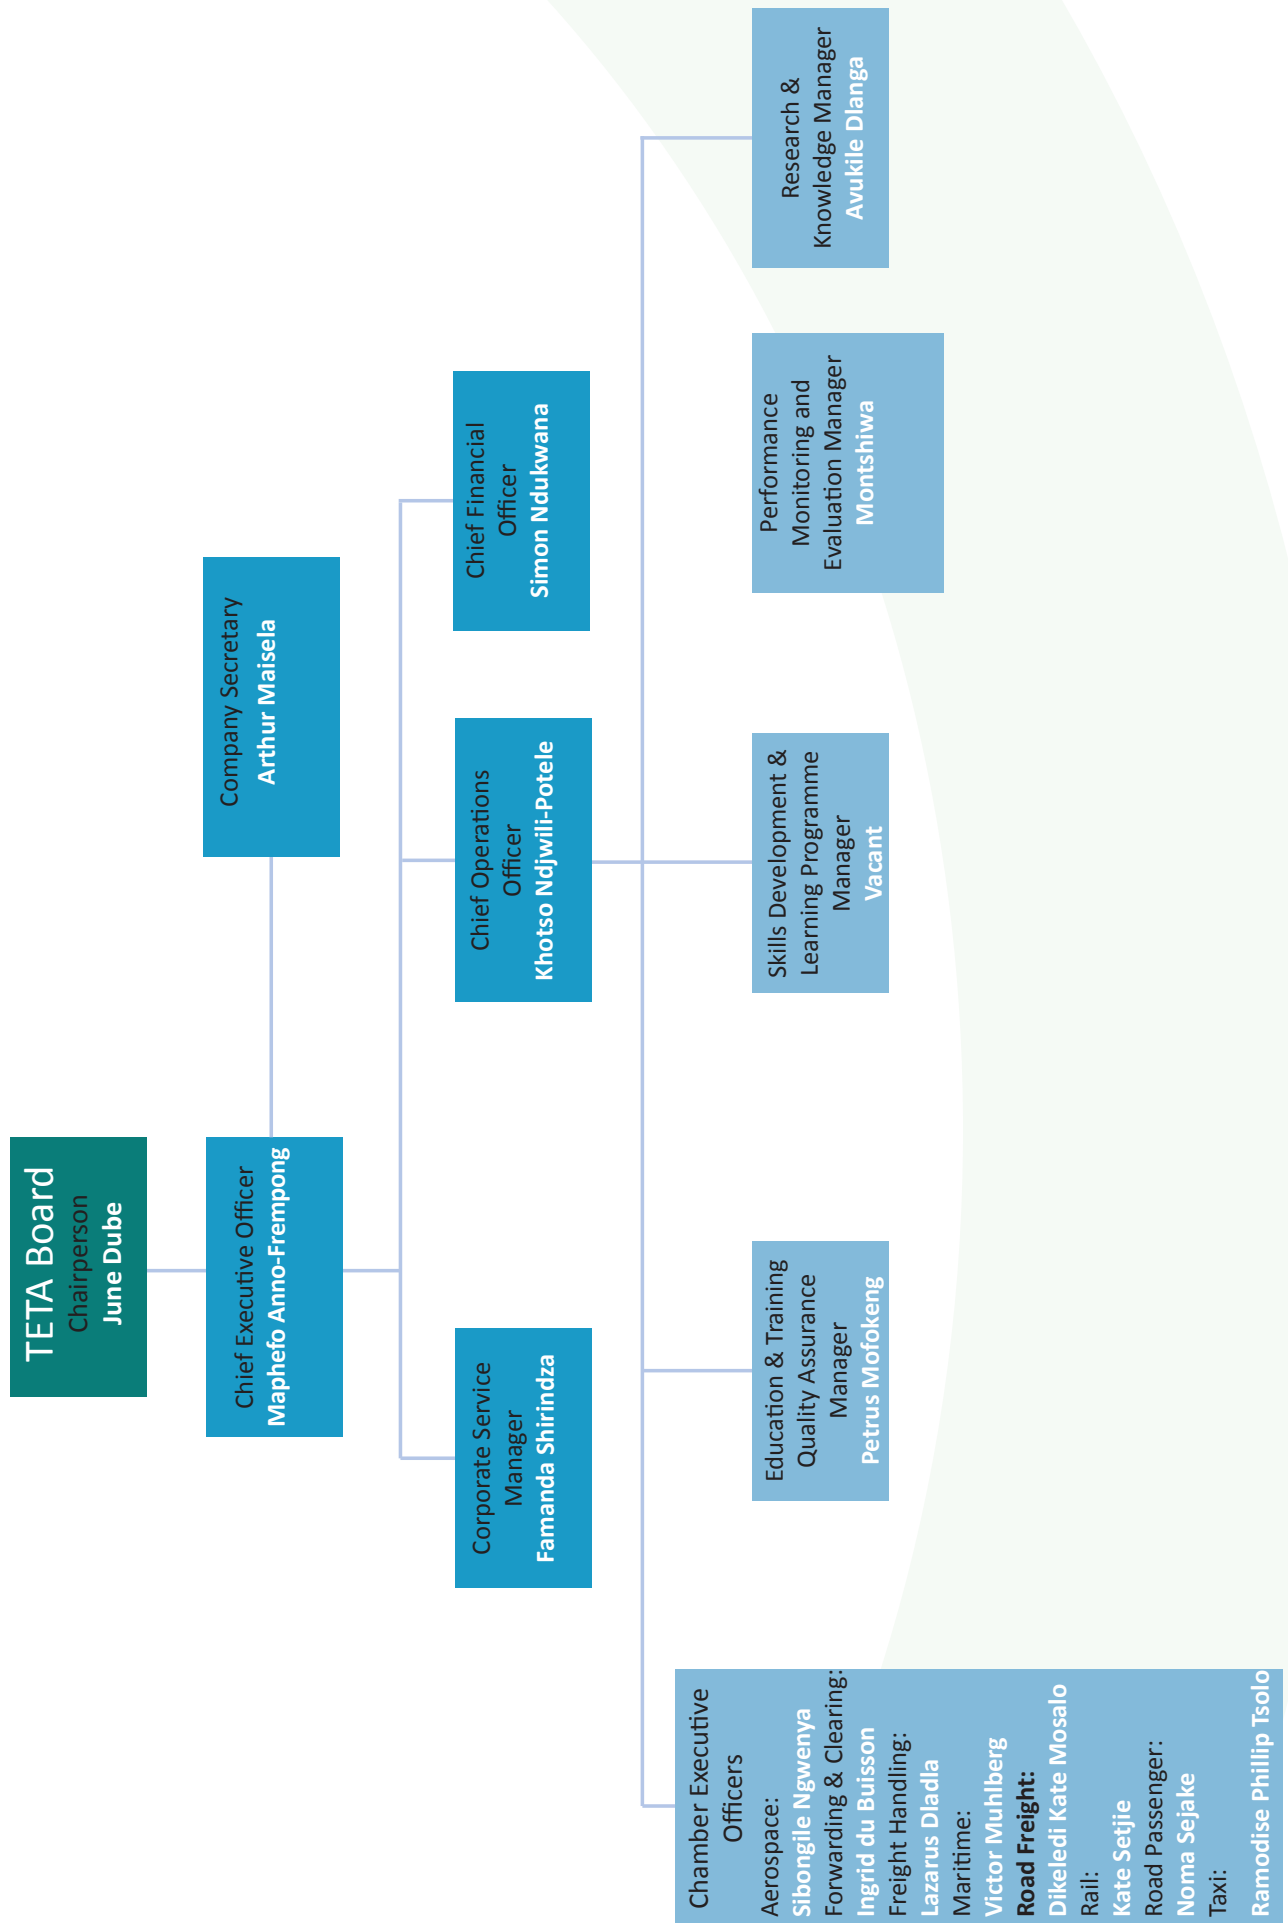 TETA Board
Chairperson
June Dube
Chief Executive Officer
Maphefo Anno-Frempong
Company Secretary
Arthur Maisela
Corporate Service
Manager
Famanda Shirindza
Chief Operations
Officer
Khotso Ndjwili-Potele
Chief Financial
Officer
Simon Ndukwana
Chamber Executive
Officers
Aerospace:
Sibongile Ngwenya
Forwarding & Clearing:
Ingrid du Buisson
Freight Handling:
Lazarus Dladla
Maritime:
Victor Muhlberg
Road Freight:
Dikeledi Kate Mosalo
Rail:
Kate Setjie
Road Passenger:
Noma Sejake
Taxi:
Ramodise Phillip Tsolo
Education & Training
Quality Assurance
Manager
Petrus Mofokeng
Skills Development &
Learning Programme
Manager
Vacant
Performance
Monitoring and
Evaluation Manager
Montshiwa
Research &
Knowledge Manager
Avukile Dlanga